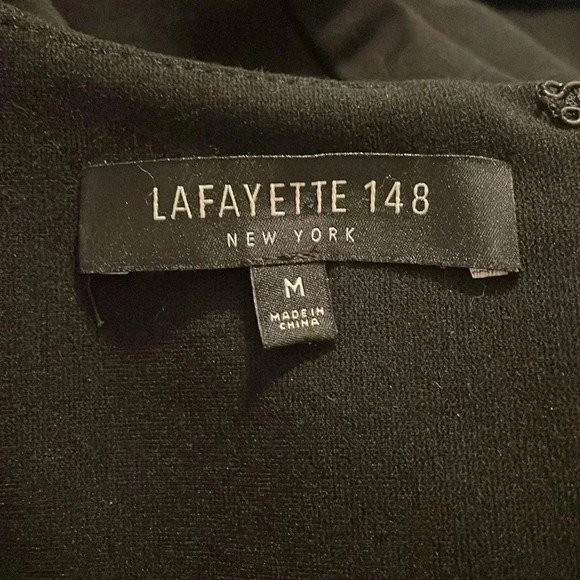 LAFAYETTE 148
NEW YORK
M
MADE IN
CHINA